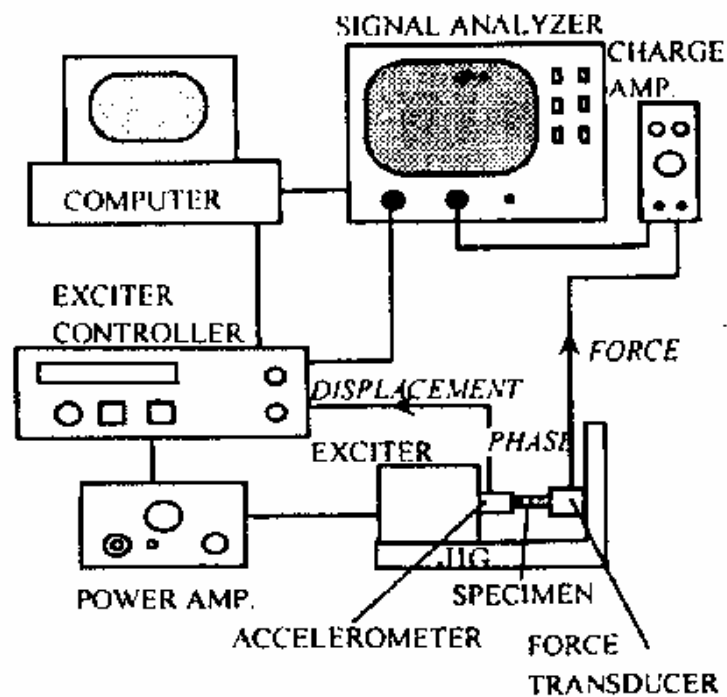 SIGNAL ANALYZER
CHARGE
AMP.
COMPUTER
EXCITER
CONTROLLER
FORCE
DISPLACEMENT
PHASE
EXCITER
JIG
SPECIMEN
POWER AMP.
ACCELEROMETER
FORCE
TRANSDUCER